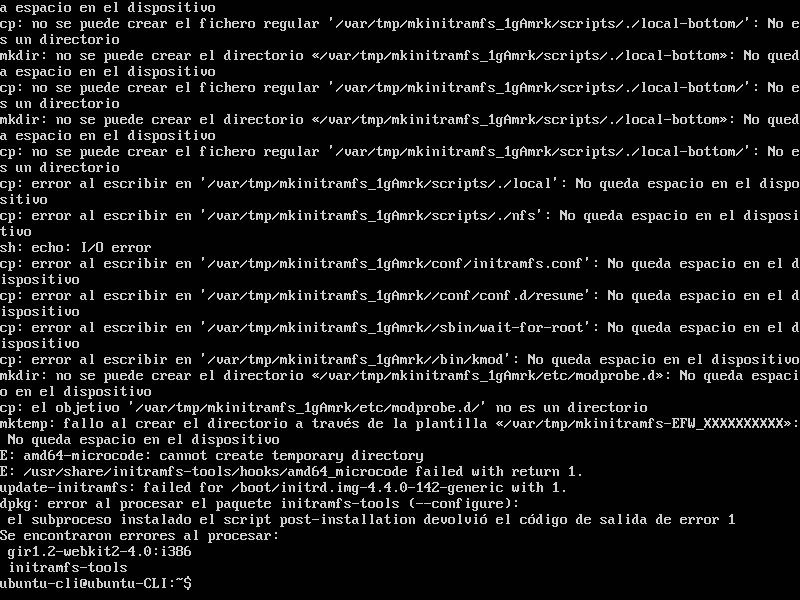 a espacio en el dispositivo
cp: no se puede crear el fichero regular '/var/tmp/mkinitramfs_1gAmrk/scripts/./local-bottom/': No e
s un directorio
mkdir: no se puede crear el directorio «/var/tmp/mkinitramfs_1gAmrk/scripts/./local-bottom»: No qued
a espacio en el dispositivo
cp: no se puede crear el fichero regular '/var/tmp/mkinitramfs_1gAmrk/scripts/./local-bottom/': No e
s un directorio
mkdir: no se puede crear el directorio «/var/tmp/mkinitramfs_1gAmrk/scripts/./local-bottom»: No qued
a espacio en el dispositivo
cp: no se puede crear el fichero regular '/var/tmp/mkinitramfs_1gAmrk/scripts/./local-bottom/': No e
s un directorio
cp: error al escribir en '/var/tmp/mkinitramfs_1gAmrk/scripts/./local': No queda espacio en el dispo
sitivo
cp: error al escribir en '/var/tmp/mkinitramfs_1gAmrk/scripts/./nfs': No queda espacio en el disposi
tivo
sh: echo: I/O error
cp: error al escribir en '/var/tmp/mkinitramfs_1gAmrk/conf/initramfs.conf': No queda espacio en el d
ispositivo
cp: error al escribir en '/var/tmp/mkinitramfs_1gAmrk//conf/conf.d/resume': No queda espacio en el d
ispositivo
cp: error al escribir en '/var/tmp/mkinitramfs_1gAmrk//sbin/wait-for-root': No queda espacio en el d
ispositivo
cp: error al escribir en '/var/tmp/mkinitramfs_1gAmrk//bin/kmod': No queda espacio en el dispositivo
mkdir: no se puede crear el directorio «/var/tmp/mkinitramfs_1gAmrk/etc/modprobe.d»: No queda espaci
o en el dispositivo
cp: el objetivo '/var/tmp/mkinitramfs_1gAmrk/etc/modprobe.d/' no es un directorio
mktemp: fallo al crear el directorio a través de la plantilla «/var/tmp/mkinitramfs-EFW_XXXXXXXXXX»:
 No queda espacio en el dispositivo
E: amd64-microcode: cannot create temporary directory
E: /usr/share/initramfs-tools/hooks/amd64_microcode failed with return 1.
update-initramfs: failed for /boot/initrd.img-4.4.0-142-generic with 1.
dpkg: error al procesar el paquete initramfs-tools (--configure):
 el subproceso instalado el script post-installation devolvió el código de salida de error 1
Se encontraron errores al procesar:
 gir1.2-webkit2-4.0:i386
 initramfs-tools
ubuntu-cli@ubuntu-CLI:~$